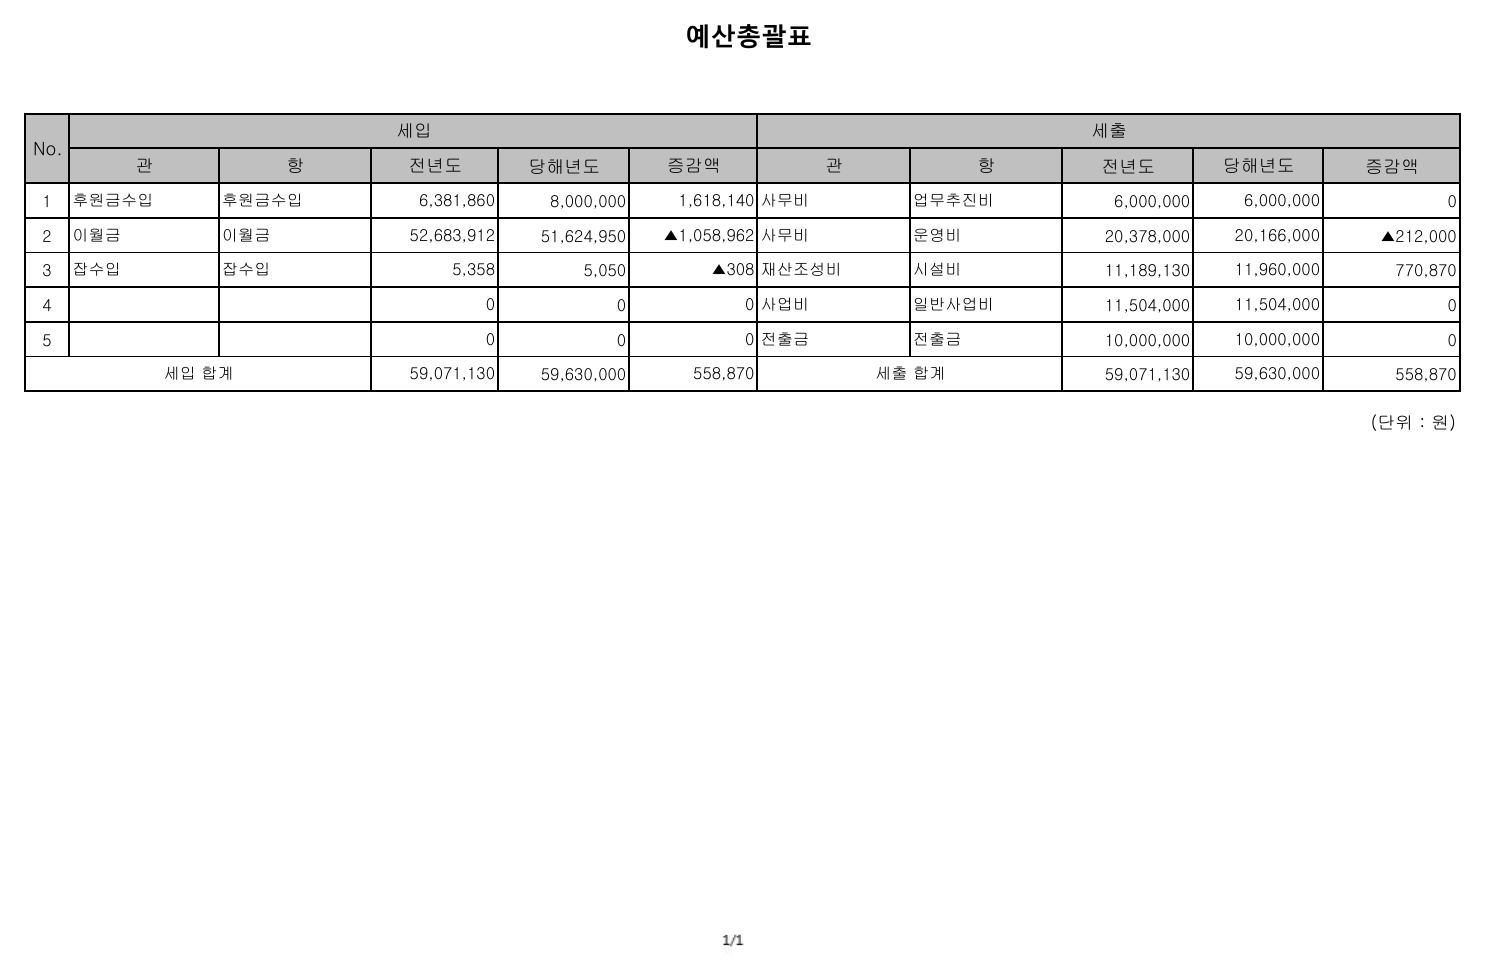 예산총괄표
No. 세입 세출
관 항 전년도 당해년도 증감액 관 항 전년도 당해년도 증감액
1 후원금수입 후원금수입 6,381,860 8,000,000 1,618,140 사무비 업무추진비 6,000,000 6,000,000 0
2 이월금 이월금 52,683,912 51,624,950 ▲1,058,962 사무비 운영비 20,378,000 20,166,000 ▲212,000
3 잡수입 잡수입 5,358 5,050 ▲308 재산조성비 시설비 11,189,130 11,960,000 770,870
4 0 0 0 사업비 일반사업비 11,504,000 11,504,000 0
5 0 0 0 전출금 전출금 10,000,000 10,000,000 0
세입 합계 59,071,130 59,630,000 558,870 세출 합계 59,071,130 59,630,000 558,870
(단위 : 원)
1/1